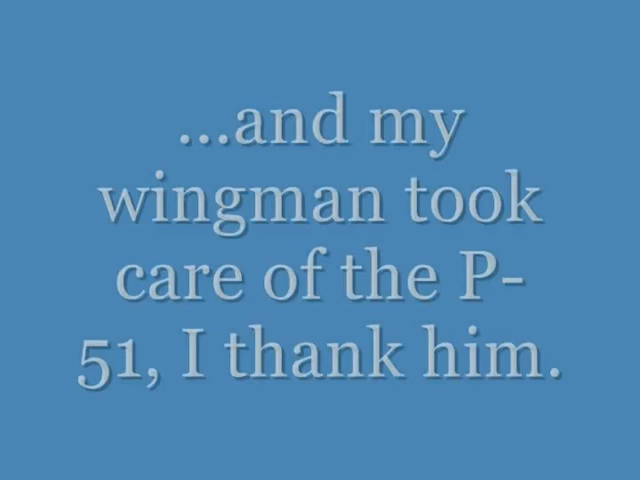 ...and my
wingman took
care of the P-
51, I thank him.